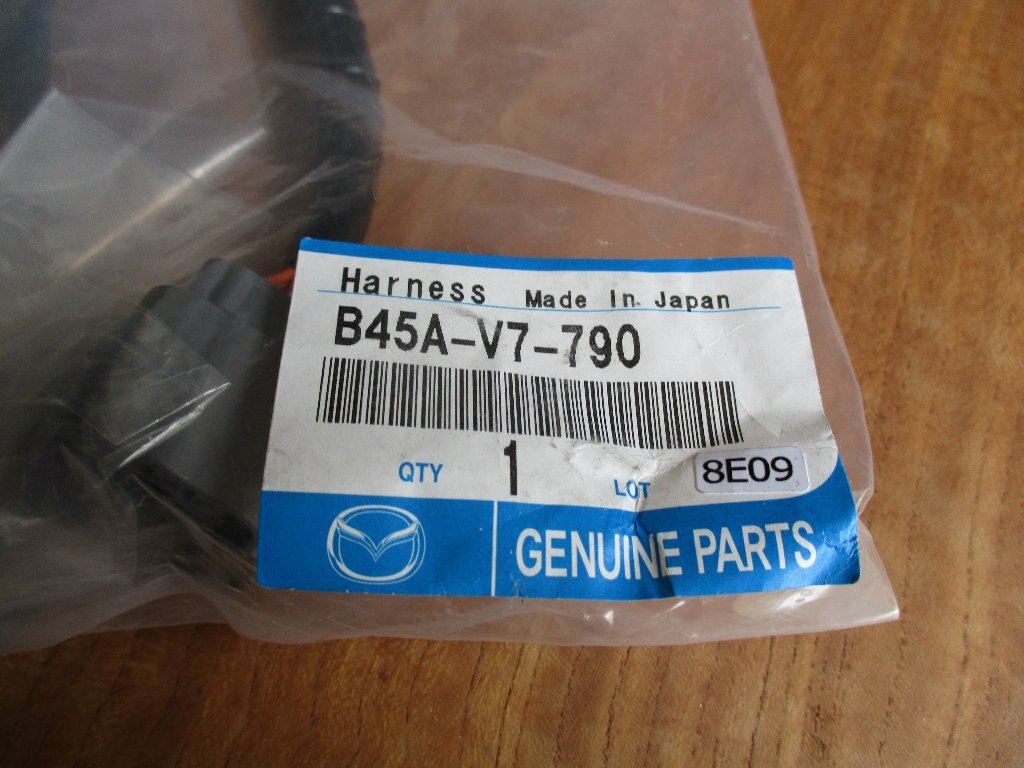 Harness Made In Japan
B45A-V7-790
QTY 1 LOT 8E09
GENUINE PARTS